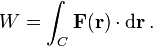 W = ∫_C F(r) · dr .